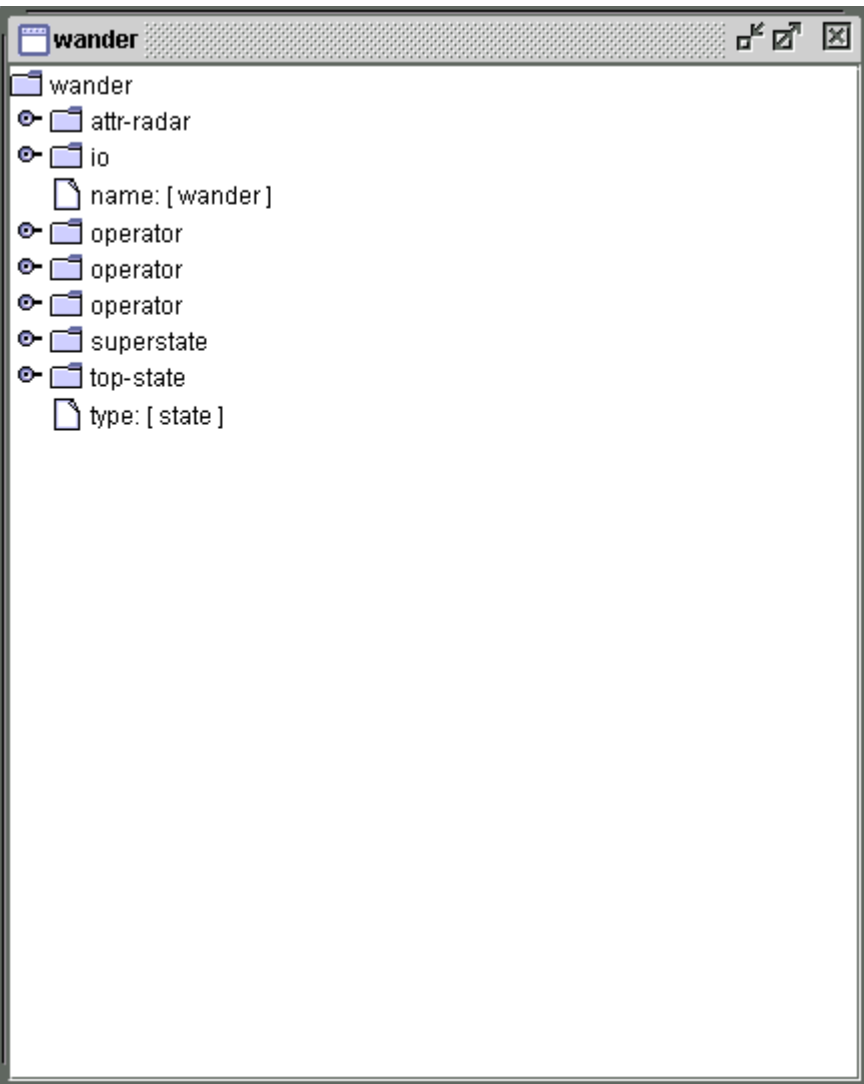 wander
wander
attr-radar
io
name: [ wander ]
operator
operator
operator
superstate
top-state
type: [ state ]